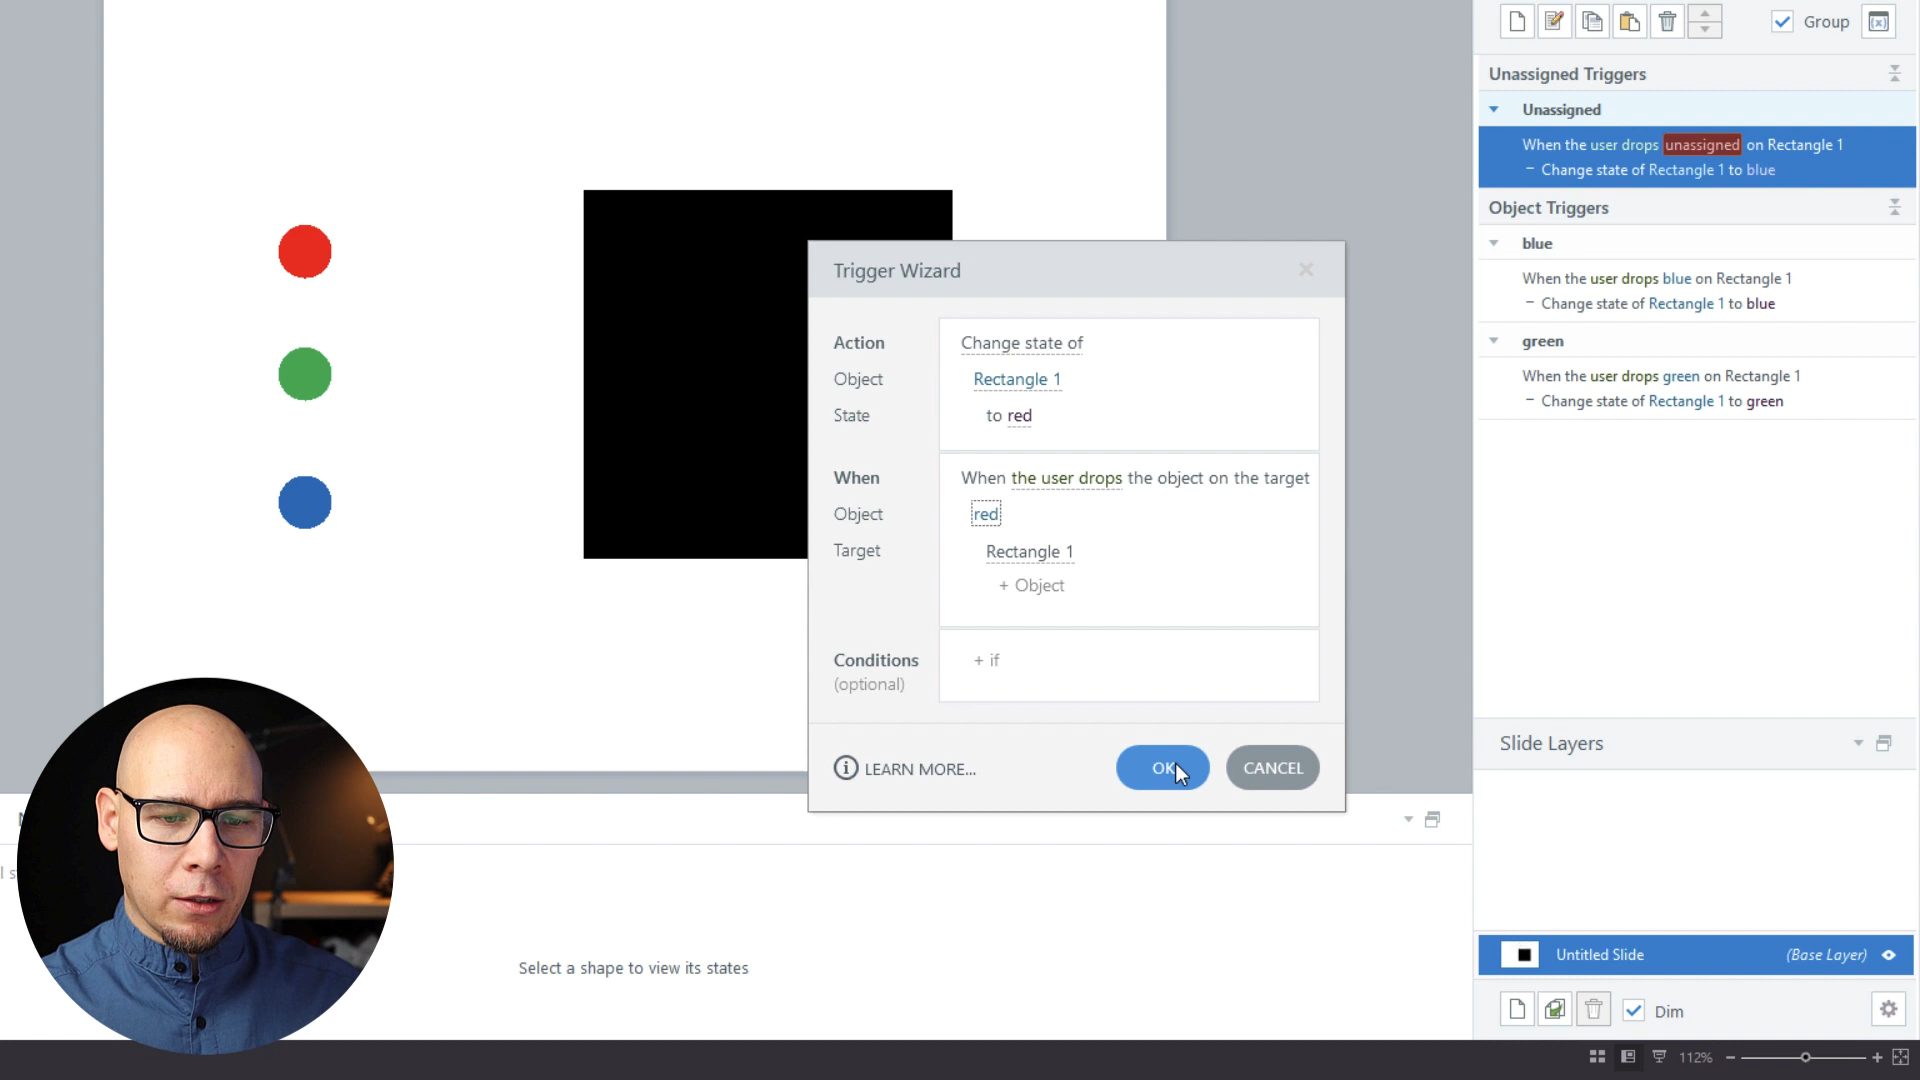 Group
Unassigned Triggers
Unassigned
When the user drops unassigned on Rectangle 1
– Change state of Rectangle 1 to blue
Object Triggers
blue
When the user drops blue on Rectangle 1
– Change state of Rectangle 1 to blue
green
When the user drops green on Rectangle 1
– Change state of Rectangle 1 to green
Trigger Wizard
Action
Change state of
Object
Rectangle 1
State
to red
When
When the user drops the object on the target
Object
red
Target
Rectangle 1
+ Object
Conditions
(optional)
+ if
LEARN MORE...
OK
CANCEL
Slide Layers
Select a shape to view its states
Untitled Slide
(Base Layer)
Dim
112%